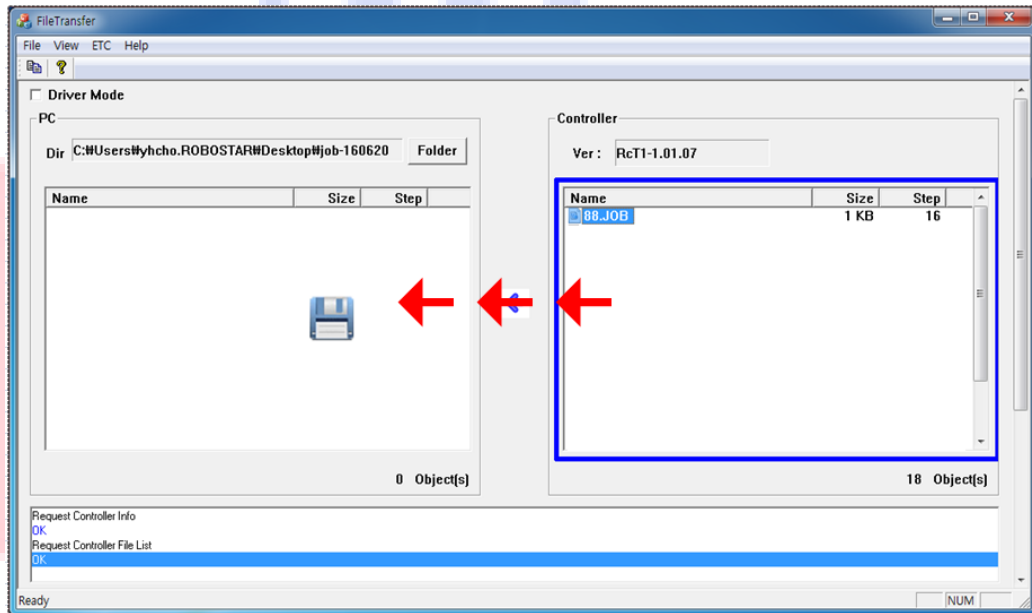 FileTransfer
File View ETC Help
Driver Mode
PC
Dir C:₩Users₩yhcho.ROBOSTAR₩Desktop₩job-160620 Folder
Name Size Step
0 Object(s)
Controller
Ver : RcT1-1.01.07
Name Size Step
88.JOB 1 KB 16
18 Object(s)
Request Controller Info
OK
Request Controller File List
OK
Ready NUM